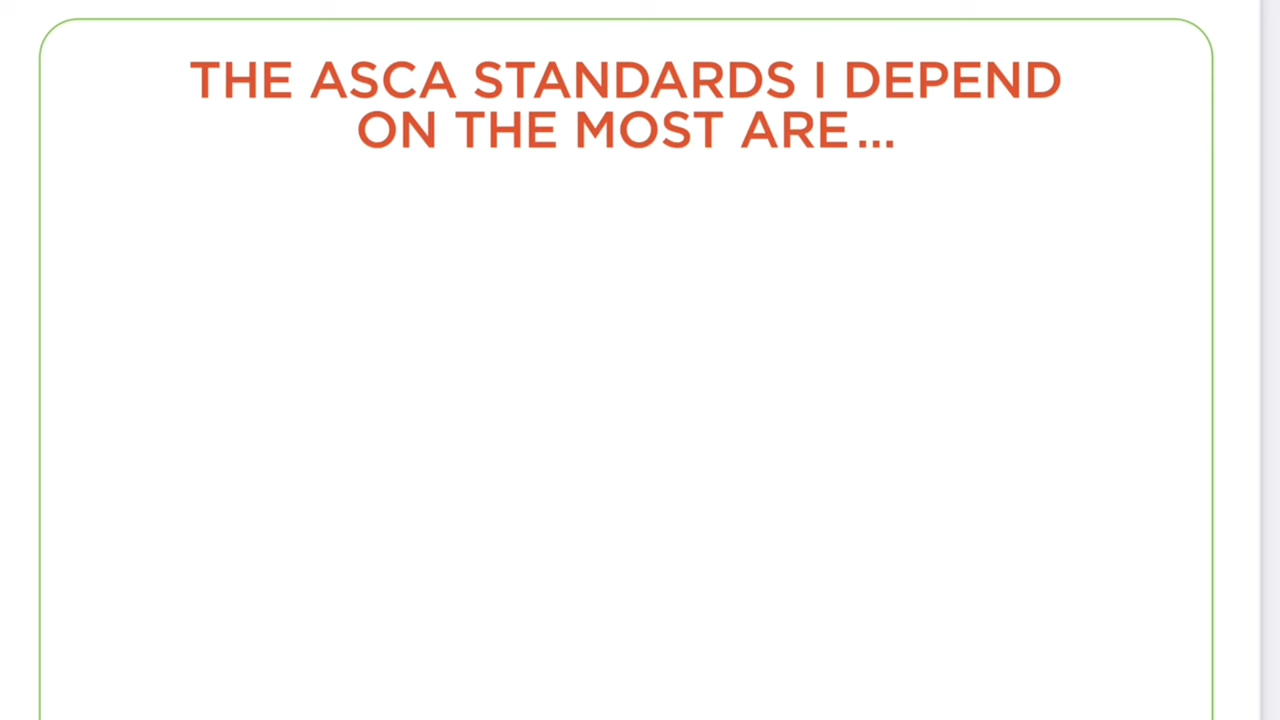 THE ASCA STANDARDS I DEPEND
ON THE MOST ARE...